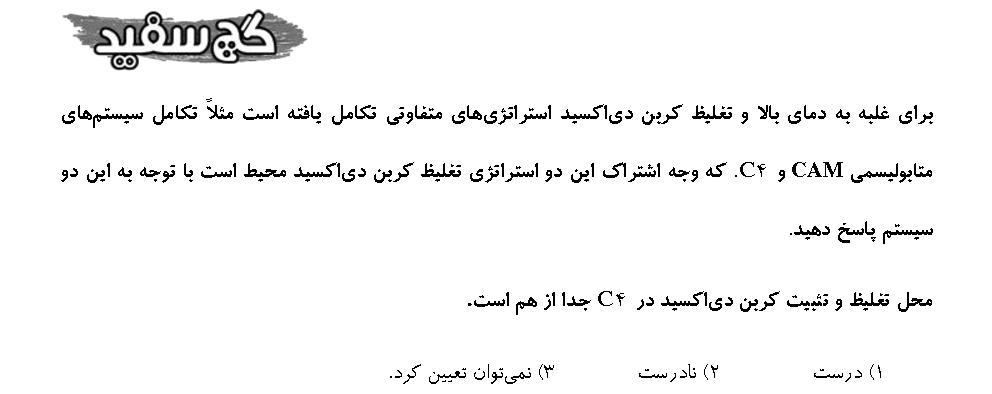 گچ سفید
برای غلبه به دمای بالا و تغلیظ کربن دی‌اکسید استراتژی‌های متفاوتی تکامل یافته است مثلاً تکامل سیستم‌های
متابولیسمی CAM و C۴. که وجه اشتراک این دو استراتژی تغلیظ کربن دی‌اکسید محیط است با توجه به این دو
سیستم پاسخ دهید.
محل تغلیظ و تثبیت کربن دی‌اکسید در C۴ جدا از هم است.
۱) درست ۲) نادرست ۳) نمی‌توان تعیین کرد.